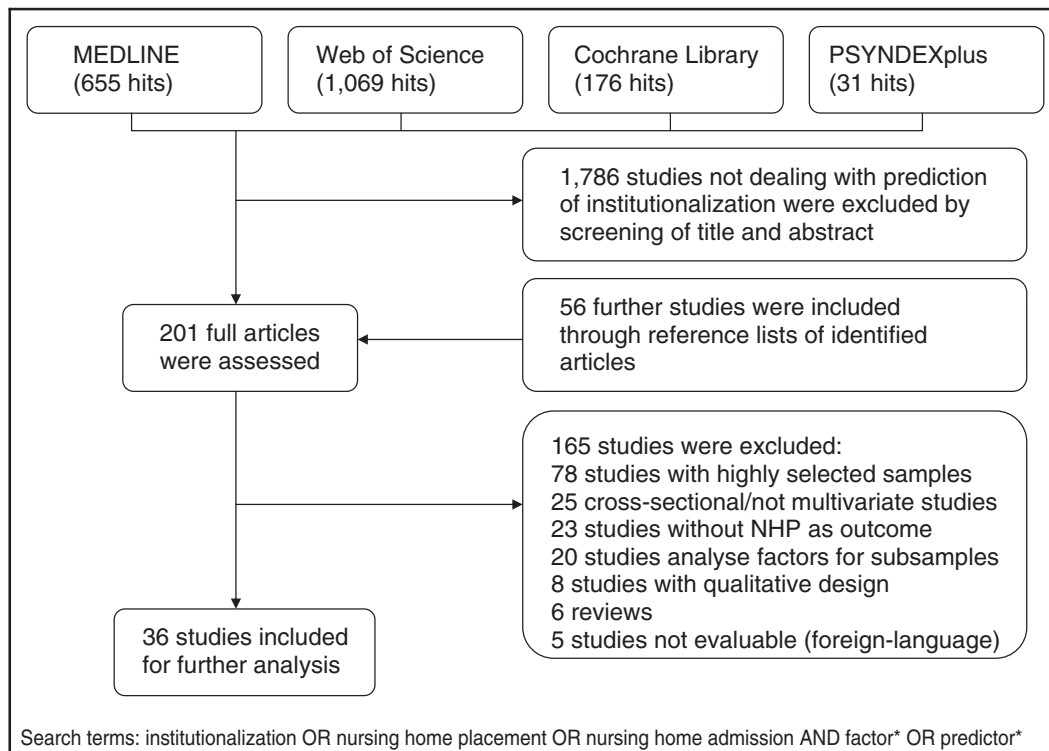 MEDLINE
(655 hits)
Web of Science
(1,069 hits)
Cochrane Library
(176 hits)
PSYNDEXplus
(31 hits)
1,786 studies not dealing with prediction
of institutionalization were excluded by
screening of title and abstract
201 full articles
were assessed
56 further studies were included
through reference lists of identified
articles
165 studies were excluded:
78 studies with highly selected samples
25 cross-sectional/not multivariate studies
23 studies without NHP as outcome
20 studies analyse factors for subsamples
8 studies with qualitative design
6 reviews
5 studies not evaluable (foreign-language)
36 studies included
for further analysis
Search terms: institutionalization OR nursing home placement OR nursing home admission AND factor* OR predictor*